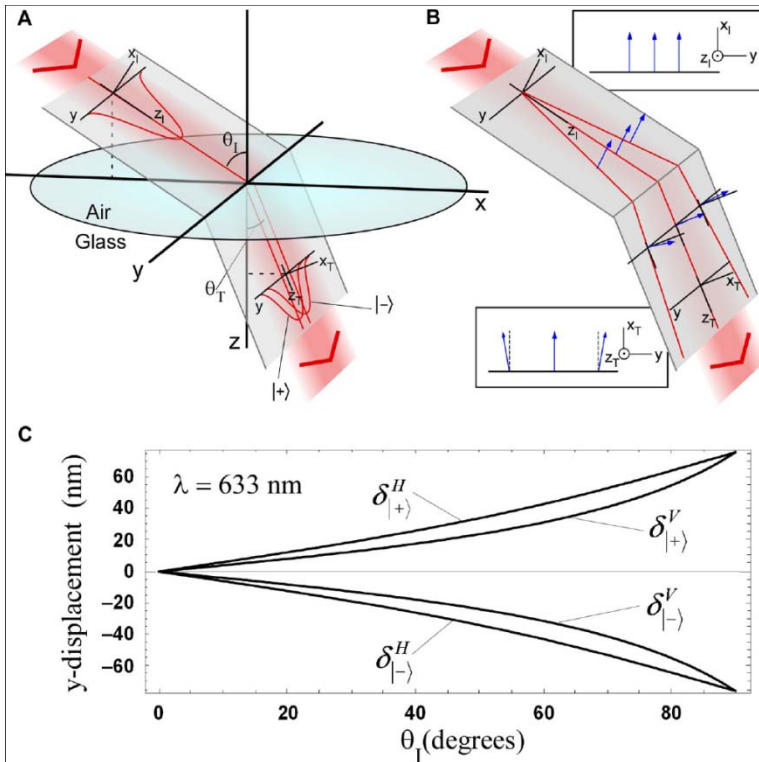 A
x_I
y
z_I
θ_I
x
Air
Glass
y
θ_T
x_T
y
z_T
|−⟩
z
|+⟩
B
x_I
z_I
y
x_I
y
z_I
x_T
z_T
y
x_T
y
z_T
C
y-displacement (nm)
60
40
20
0
−20
−40
−60
λ = 633 nm
δ^H_{|+⟩}
δ^V_{|+⟩}
δ^V_{|−⟩}
δ^H_{|−⟩}
0
20
40
60
80
θ_I(degrees)